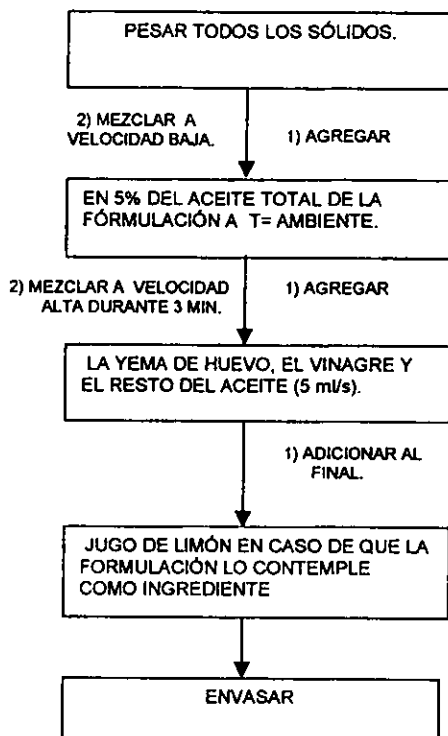 PESAR TODOS LOS SÓLIDOS.
2) MEZCLAR A
VELOCIDAD BAJA.
1) AGREGAR
EN 5% DEL ACEITE TOTAL DE LA
FÓRMULACIÓN A T= AMBIENTE.
2) MEZCLAR A VELOCIDAD
ALTA DURANTE 3 MIN.
1) AGREGAR
LA YEMA DE HUEVO, EL VINAGRE Y
EL RESTO DEL ACEITE (5 ml/s).
1) ADICIONAR AL
FINAL.
JUGO DE LIMÓN EN CASO DE QUE LA
FORMULACIÓN LO CONTEMPLE
COMO INGREDIENTE
ENVASAR